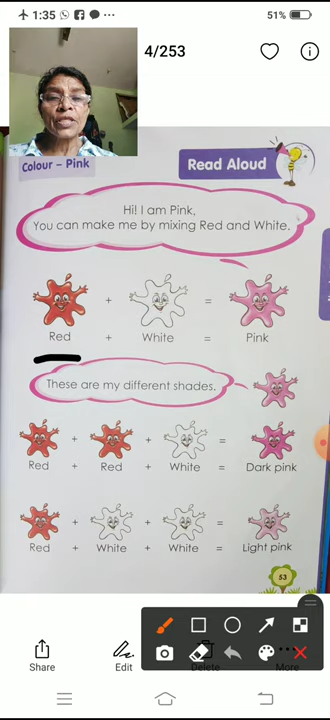 1:35
51%
4/253
Colour – Pink
Read Aloud
Hi! I am Pink,
You can make me by mixing Red and White.
+ =
Red + White = Pink
These are my different shades.
+ + =
Red + Red + White = Dark pink
+ + =
Red + White + White = Light pink
53
Share Edit Delete More